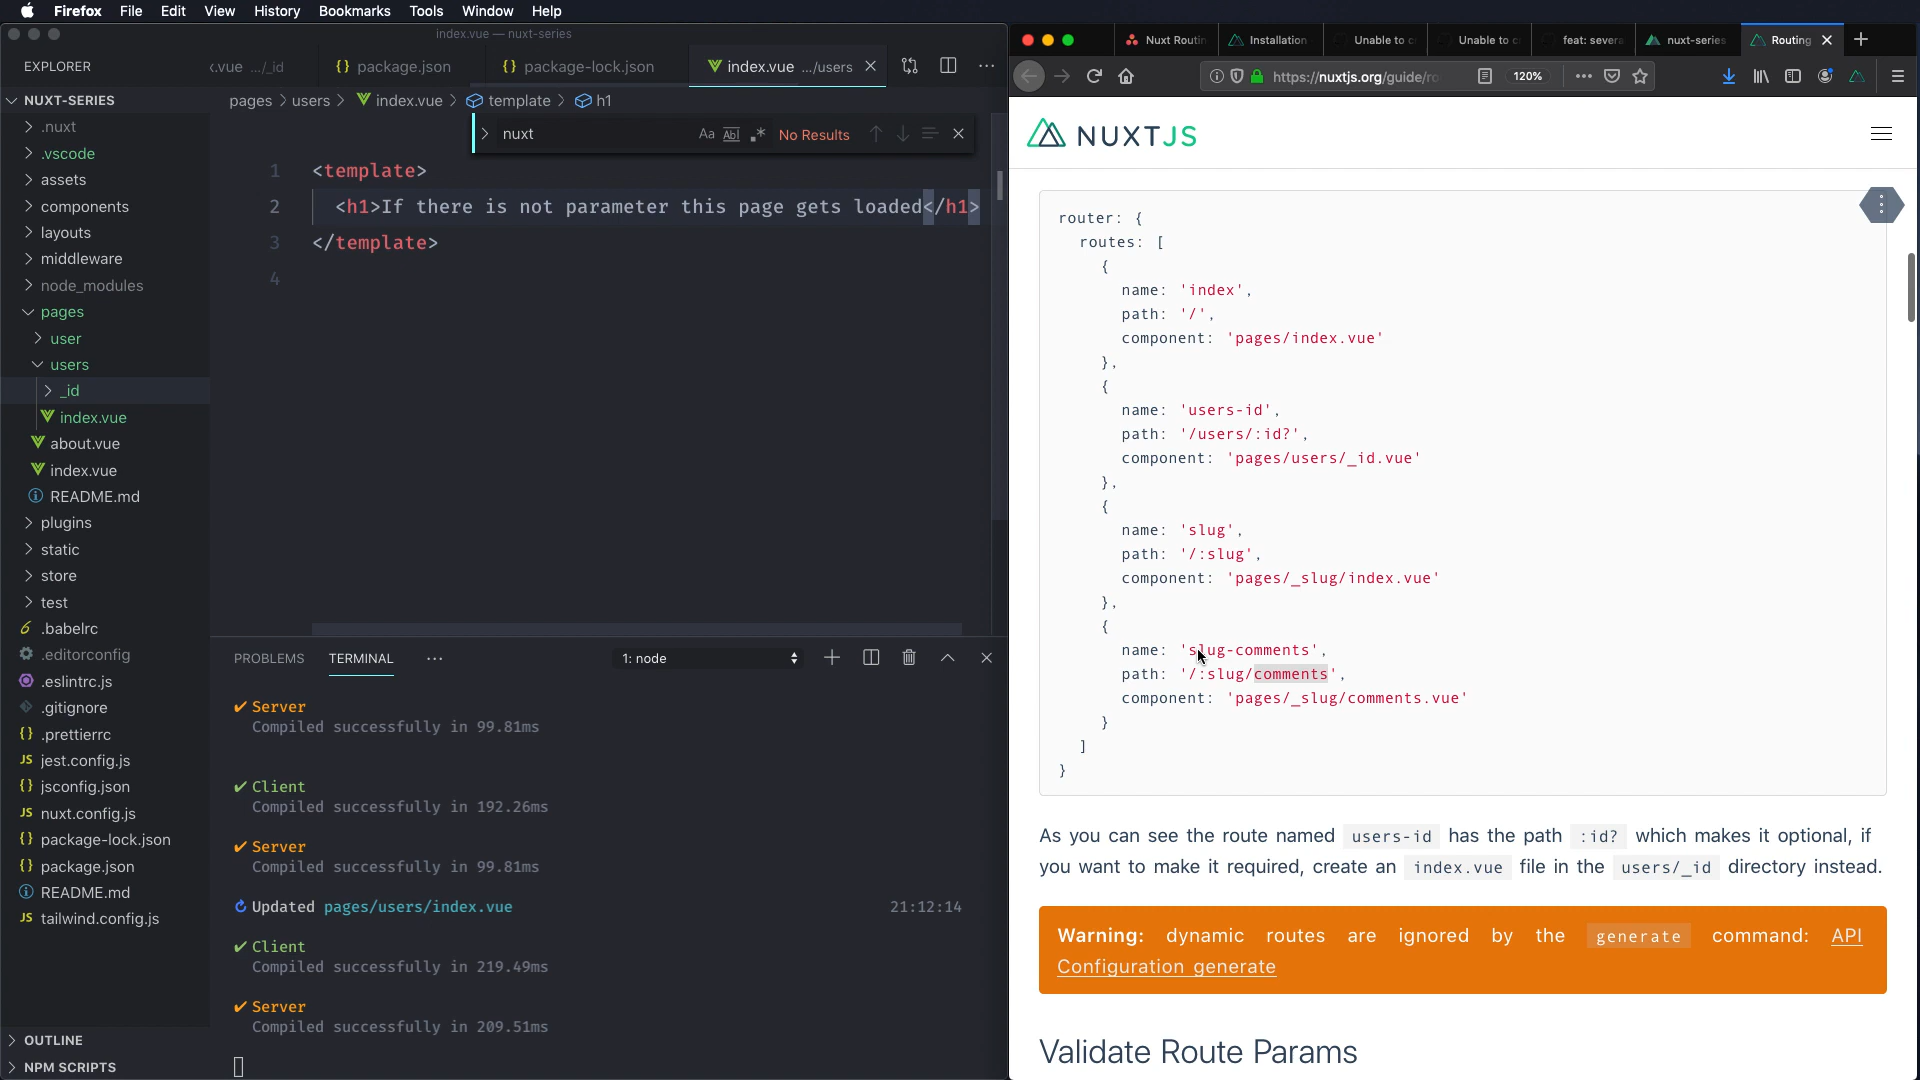 Firefox File Edit View History Bookmarks Tools Window Help
index.vue — nuxt-series
EXPLORER
.vue .../_id
{} package.json
{} package-lock.json
index.vue .../users
NUXT-SERIES
.nuxt
.vscode
assets
components
layouts
middleware
node_modules
pages
user
users
_id
index.vue
about.vue
index.vue
README.md
plugins
static
store
test
.babelrc
.editorconfig
.eslintrc.js
.gitignore
{} .prettierrc
JS jest.config.js
{} jsconfig.json
JS nuxt.config.js
{} package-lock.json
{} package.json
README.md
JS tailwind.config.js
OUTLINE
NPM SCRIPTS
pages > users > index.vue > template > h1
nuxt
Aa Abl .* No Results
1 <template>
2 <h1>If there is not parameter this page gets loaded</h1>
3 </template>
4
PROBLEMS TERMINAL ... 1: node
✔ Server
Compiled successfully in 99.81ms
✔ Client
Compiled successfully in 192.26ms
✔ Server
Compiled successfully in 99.81ms
Updated pages/users/index.vue 21:12:14
✔ Client
Compiled successfully in 219.49ms
✔ Server
Compiled successfully in 209.51ms
Nuxt Routin
Installation
Unable to c
Unable to c
feat: severa
nuxt-series
Routing
https://nuxtjs.org/guide/ro 120%
NUXTJS
router: {
routes: [
{
name: 'index',
path: '/',
component: 'pages/index.vue'
},
{
name: 'users-id',
path: '/users/:id?',
component: 'pages/users/_id.vue'
},
{
name: 'slug',
path: '/:slug',
component: 'pages/_slug/index.vue'
},
{
name: 'slug-comments',
path: '/:slug/comments',
component: 'pages/_slug/comments.vue'
}
]
}
As you can see the route named users-id has the path :id? which makes it optional, if
you want to make it required, create an index.vue file in the users/_id directory instead.
Warning: dynamic routes are ignored by the generate command: API
Configuration generate
Validate Route Params